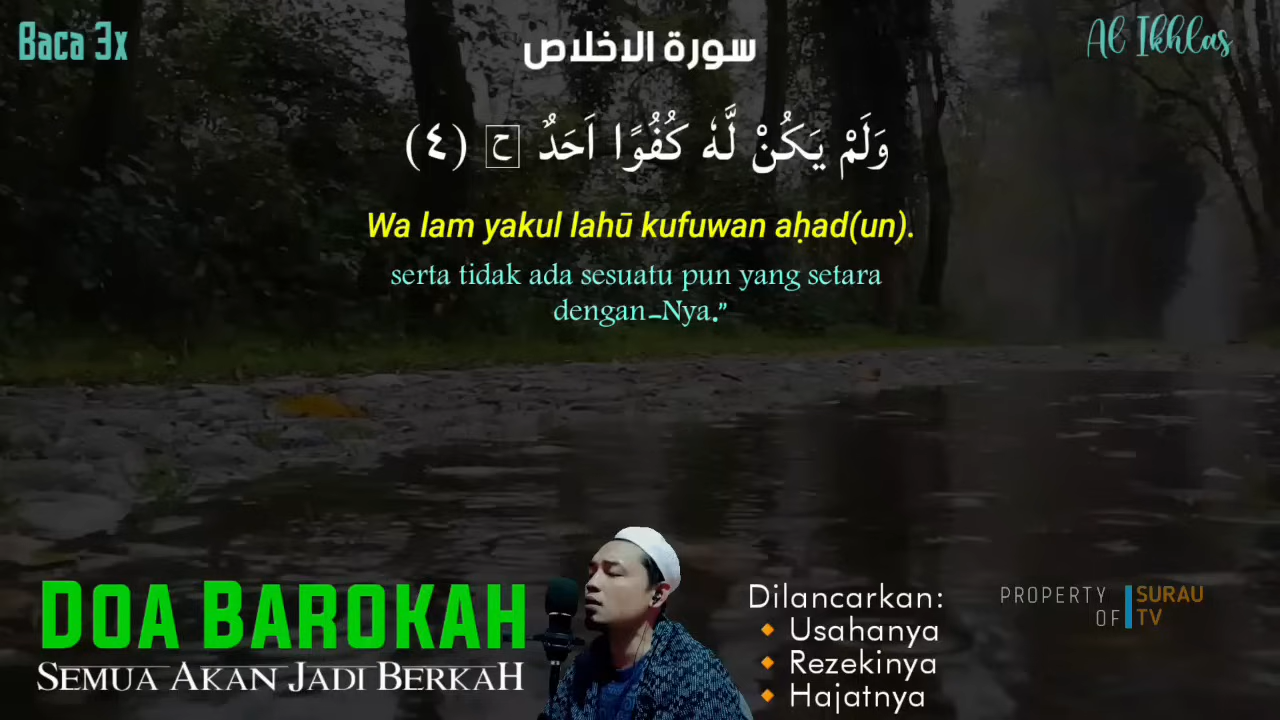 Baca 3x
سورة الاخلاص
Al Ikhlas
وَلَمْ يَكُنْ لَّهٗ كُفُوًا اَحَدٌ ࣖ (٤)
Wa lam yakul lahū kufuwan aḥad(un).
serta tidak ada sesuatu pun yang setara
dengan-Nya.”
DOA BAROKAH
SEMUA AKAN JADI BERKAH
Dilancarkan:
🔸 Usahanya
🔸 Rezekinya
🔸 Hajatnya
PROPERTY OF
SURAU TV